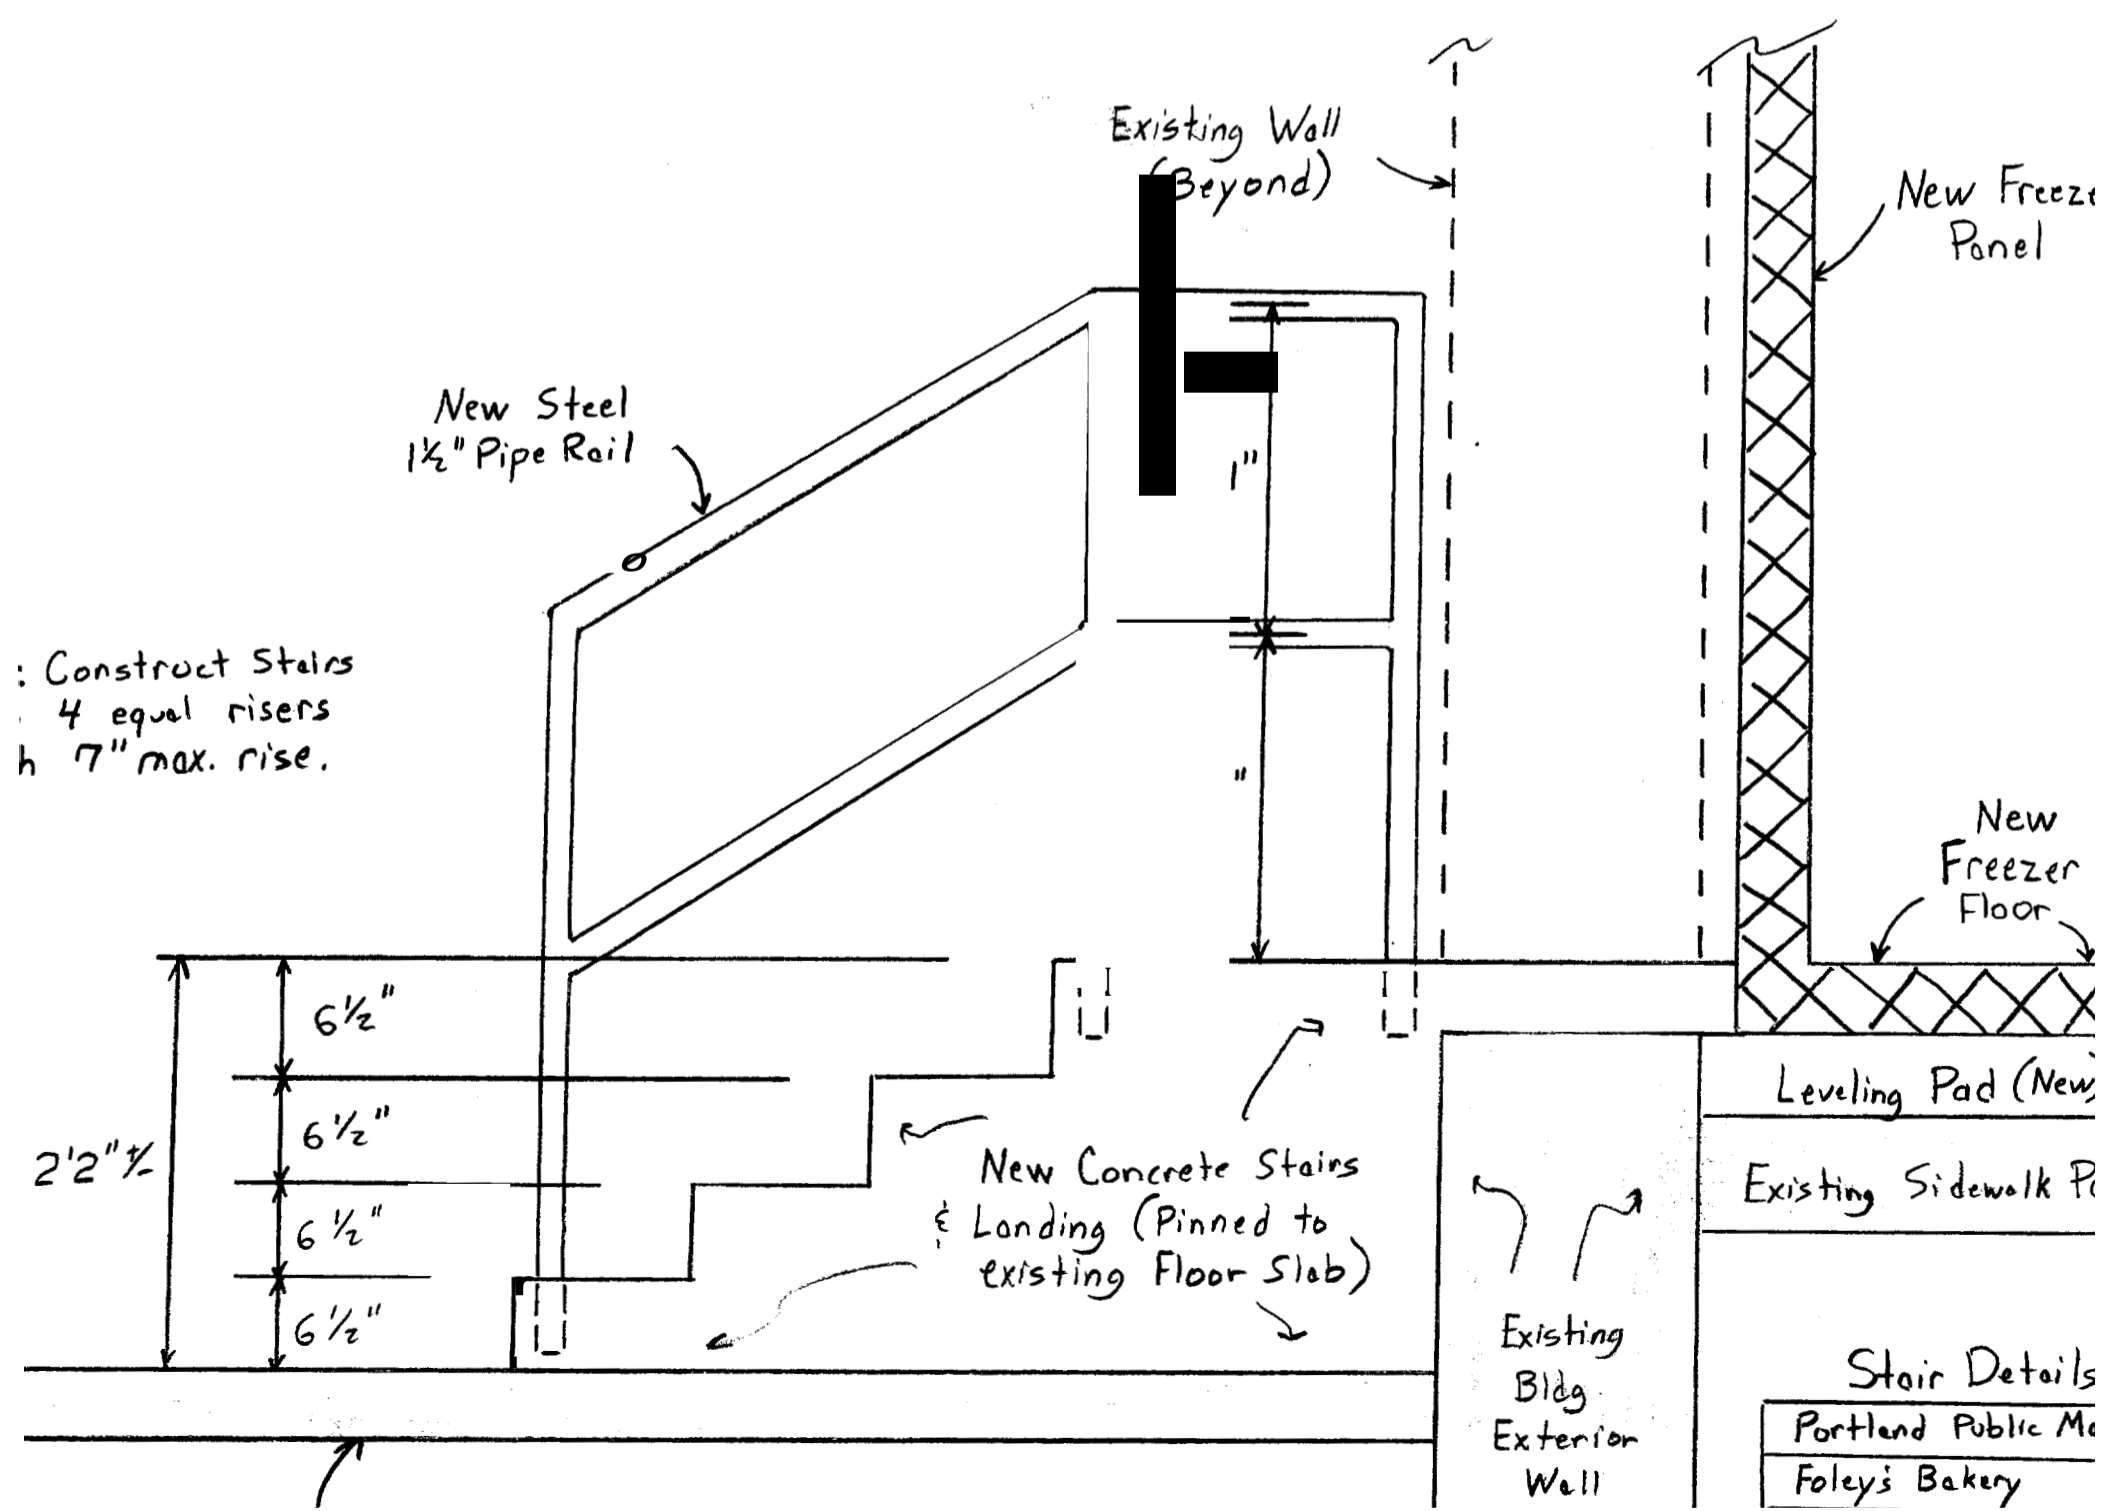 Existing Wall
(Beyond)
New Freeze
Panel
New Steel
1½" Pipe Rail
1"
: Construct Stairs
4 equal risers
h 7" max. rise.
"
New
Freezer
Floor
6½"
6½"
2'2" +/-
6½"
6½"
New Concrete Stairs
& Landing (Pinned to
existing Floor Slab)
Leveling Pad (New)
Existing Sidewalk
Existing
Bldg
Exterior
Wall
Stair Details
Portland Public
Foley's Bakery